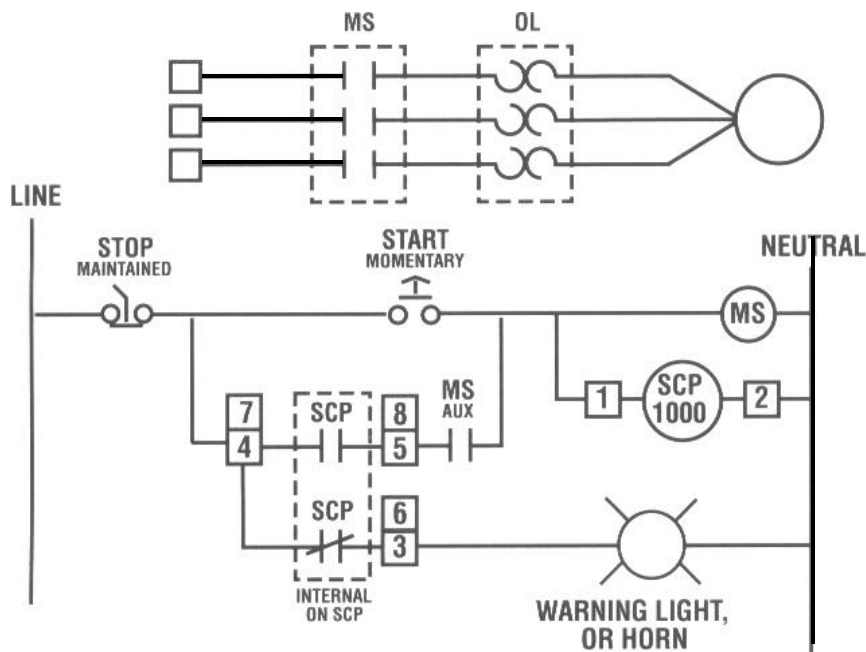 MS
OL
LINE
NEUTRAL
STOP
MAINTAINED
START
MOMENTARY
MS
1
SCP
1000
2
7
4
SCP
8
5
MS
AUX
SCP
6
3
INTERNAL
ON SCP
WARNING LIGHT,
OR HORN